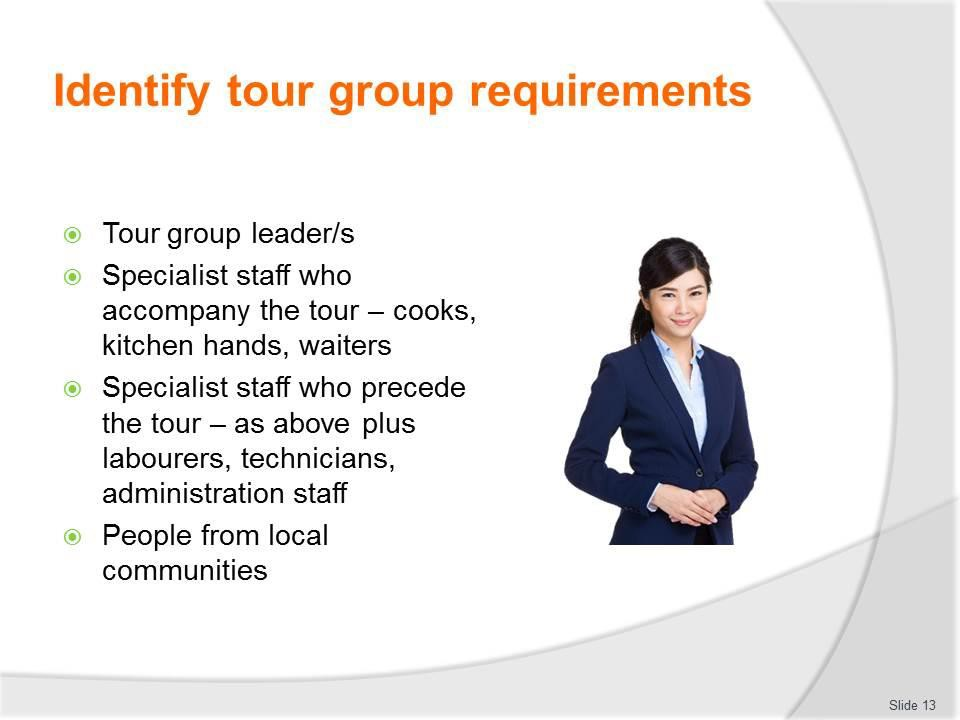 Identify tour group requirements
Tour group leader/s
Specialist staff who
accompany the tour – cooks,
kitchen hands, waiters
Specialist staff who precede
the tour – as above plus
labourers, technicians,
administration staff
People from local
communities
Slide 13